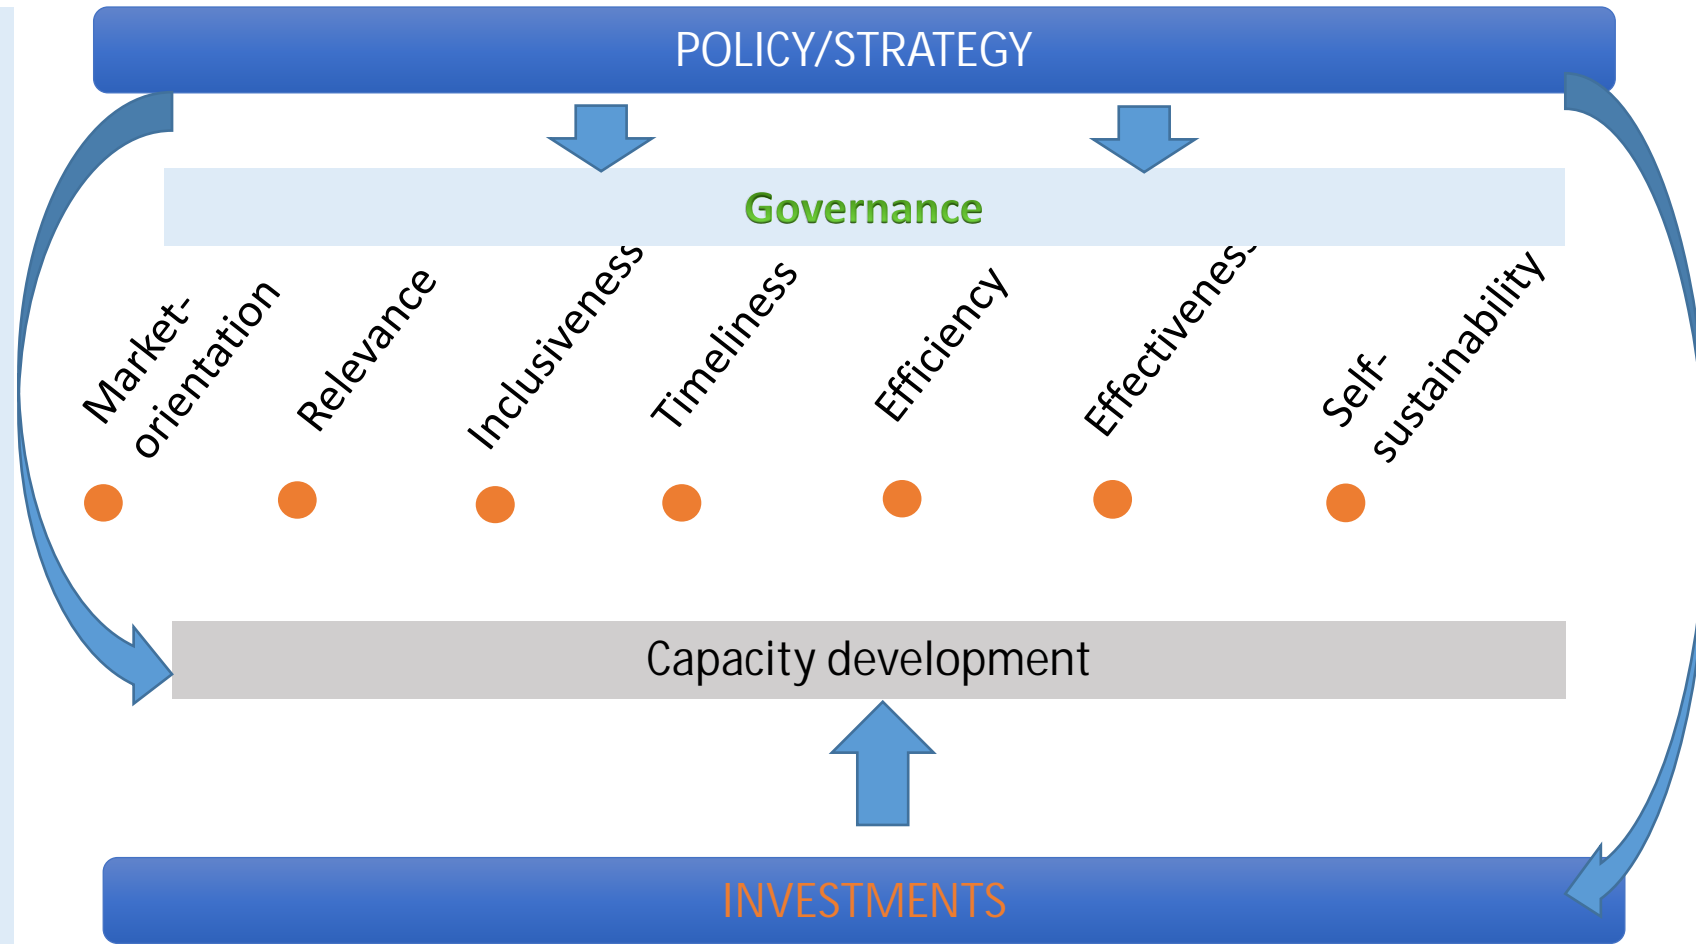 POLICY/STRATEGY
Governance
Market-
orientation
Relevance
Inclusiveness
Timeliness
Efficiency
Effectiveness
Self-
sustainability
Capacity development
INVESTMENTS